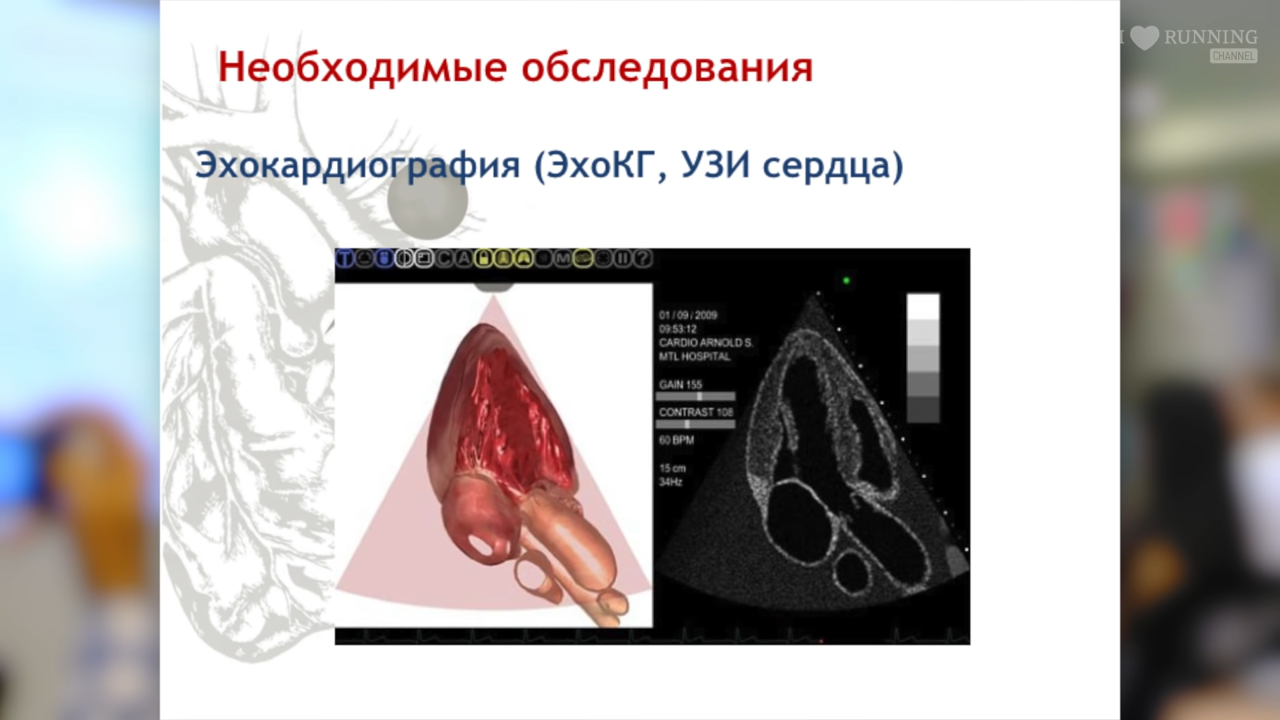 I RUNNING
CHANNEL
Необходимые обследования
Эхокардиография (ЭхоКГ, УЗИ сердца)
C A M ?
01 / 09 / 2009
09:53:12
CARDIO ARNOLD S.
MTL HOSPITAL
GAIN 155
CONTRAST 108
60 BPM
15 cm
34Hz